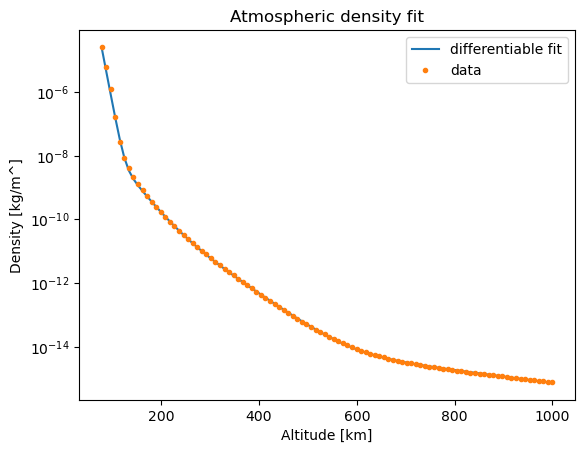 Atmospheric density fit
differentiable fit
data
10⁻⁶
10⁻⁸
10⁻¹⁰
10⁻¹²
10⁻¹⁴
Density [kg/m^]
200
400
600
800
1000
Altitude [km]